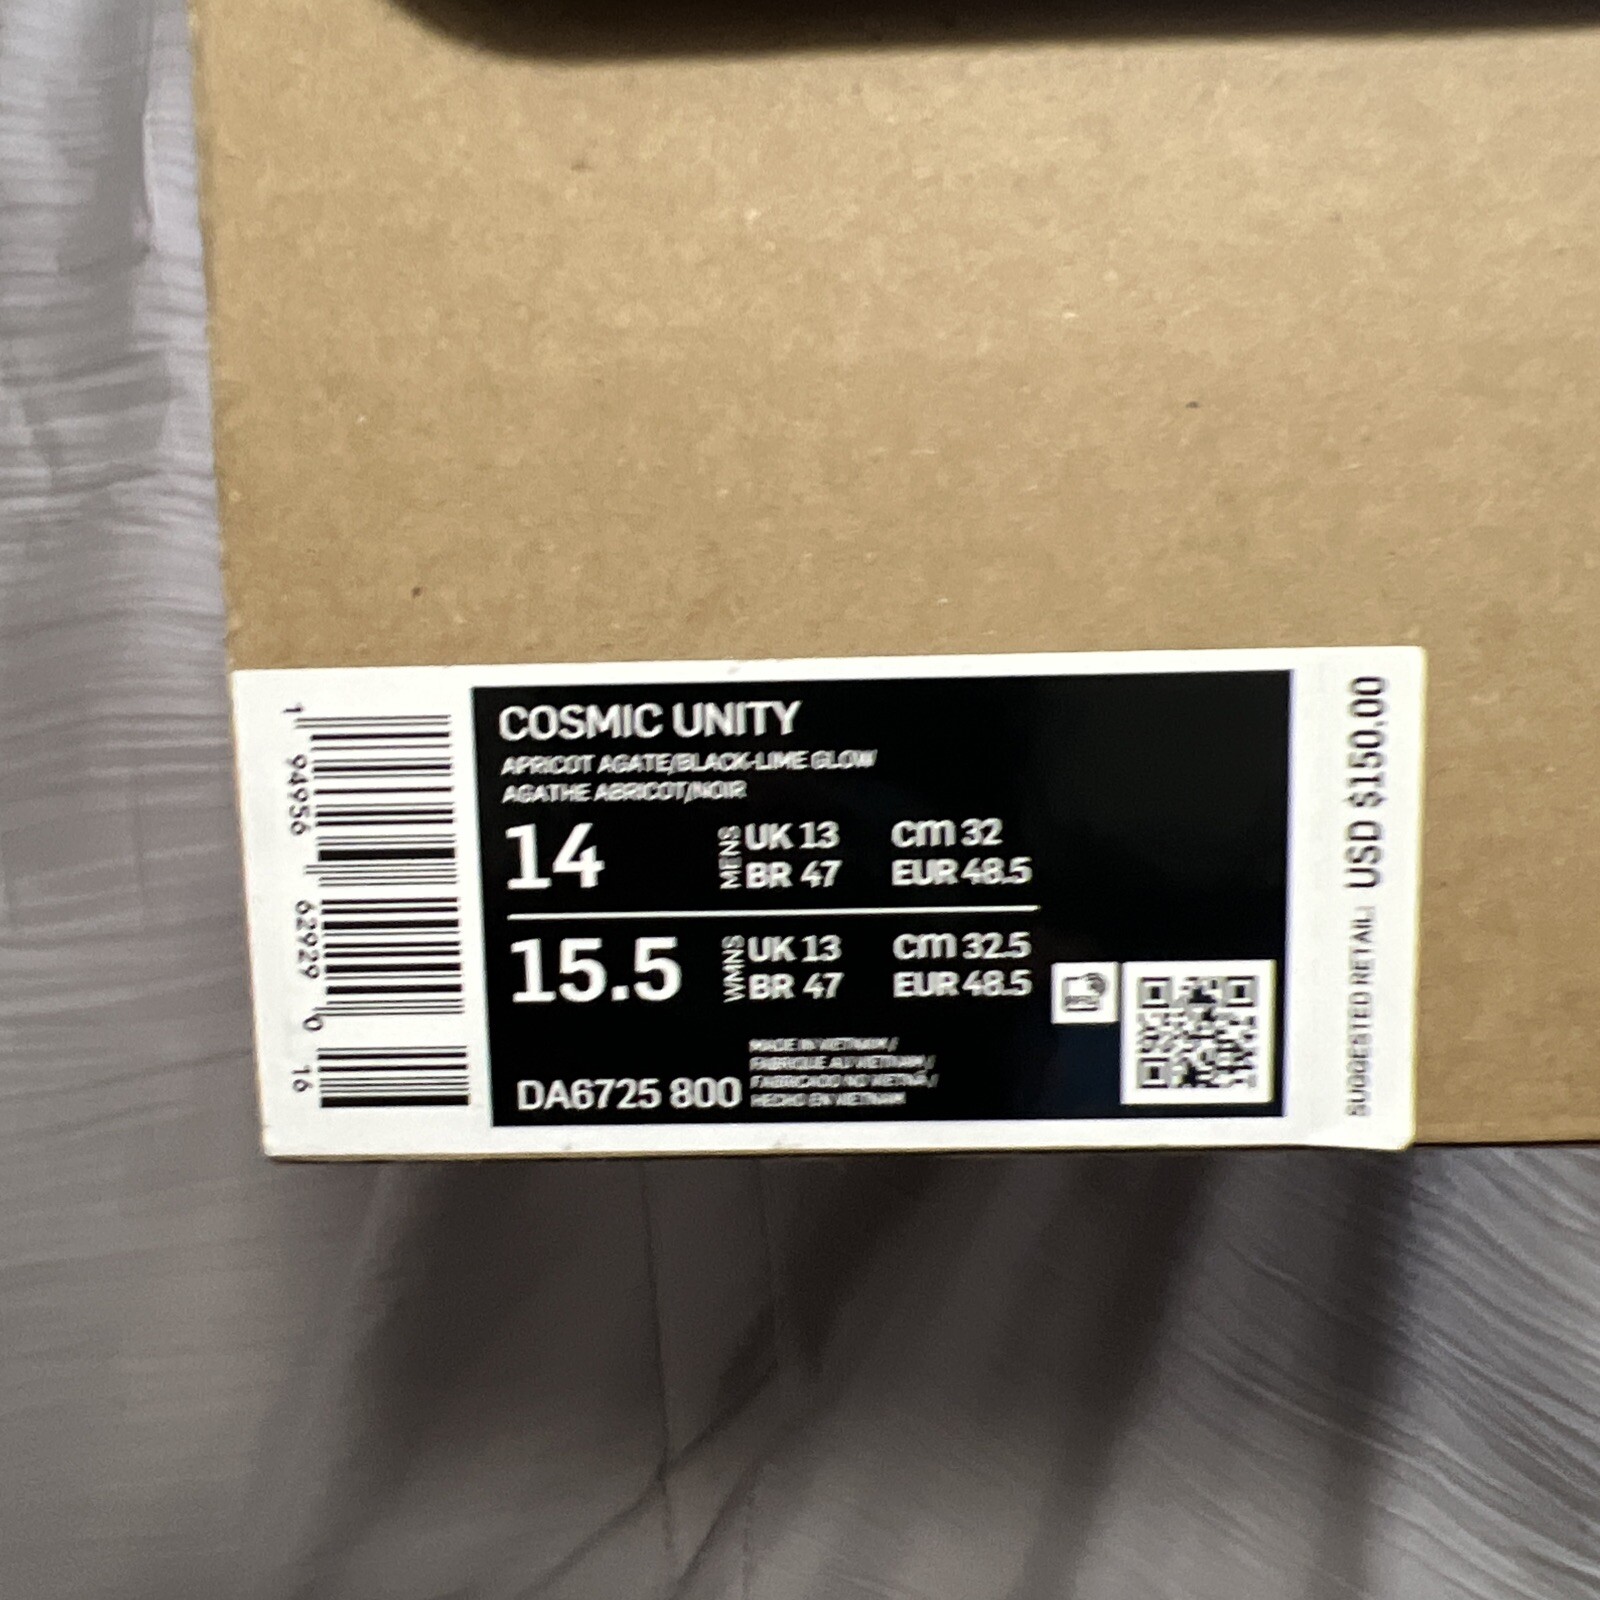 COSMIC UNITY
APRICOT AGATE/BLACK-LIME GLOW
AGATHE ABRICOT/NOIR
14 MENS UK 13 cm 32
BR 47 EUR 48.5
15.5 WMNS UK 13 cm 32.5
BR 47 EUR 48.5
MADE IN VIETNAM/
FABRIQUE AU VIETNAM/
FABRICADO NO VIETNÃ/
HECHO EN VIETNAM
DA6725 800
1 94956 62929 0 16
SUGGESTED RETAIL: USD $150.00